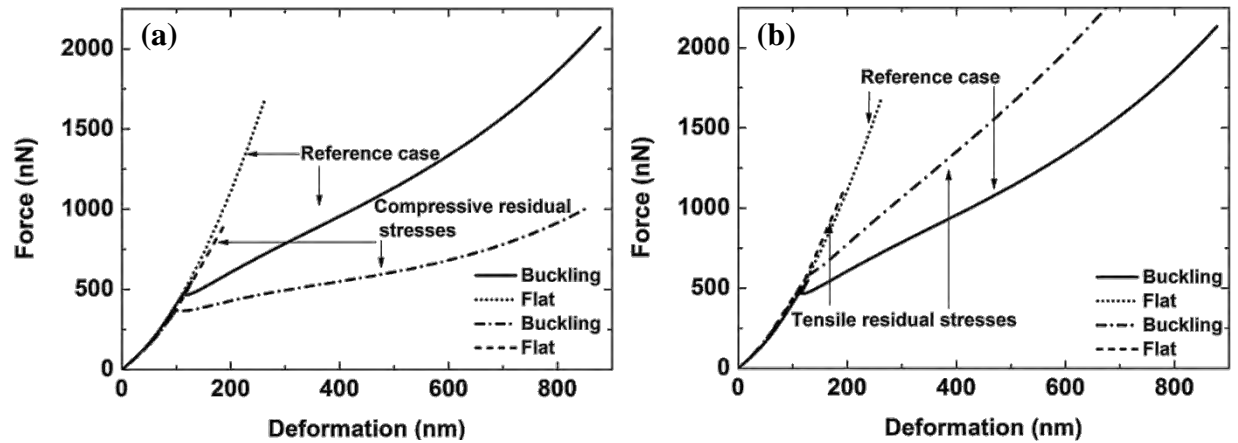 (a)
2000
1500
1000
500
0
Force (nN)
Reference case
Compressive residual
stresses
Buckling
Flat
Buckling
Flat
0 200 400 600 800
Deformation (nm)
(b)
2000
1500
1000
500
0
Force (nN)
Reference case
Tensile residual stresses
Buckling
Flat
Buckling
Flat
0 200 400 600 800
Deformation (nm)